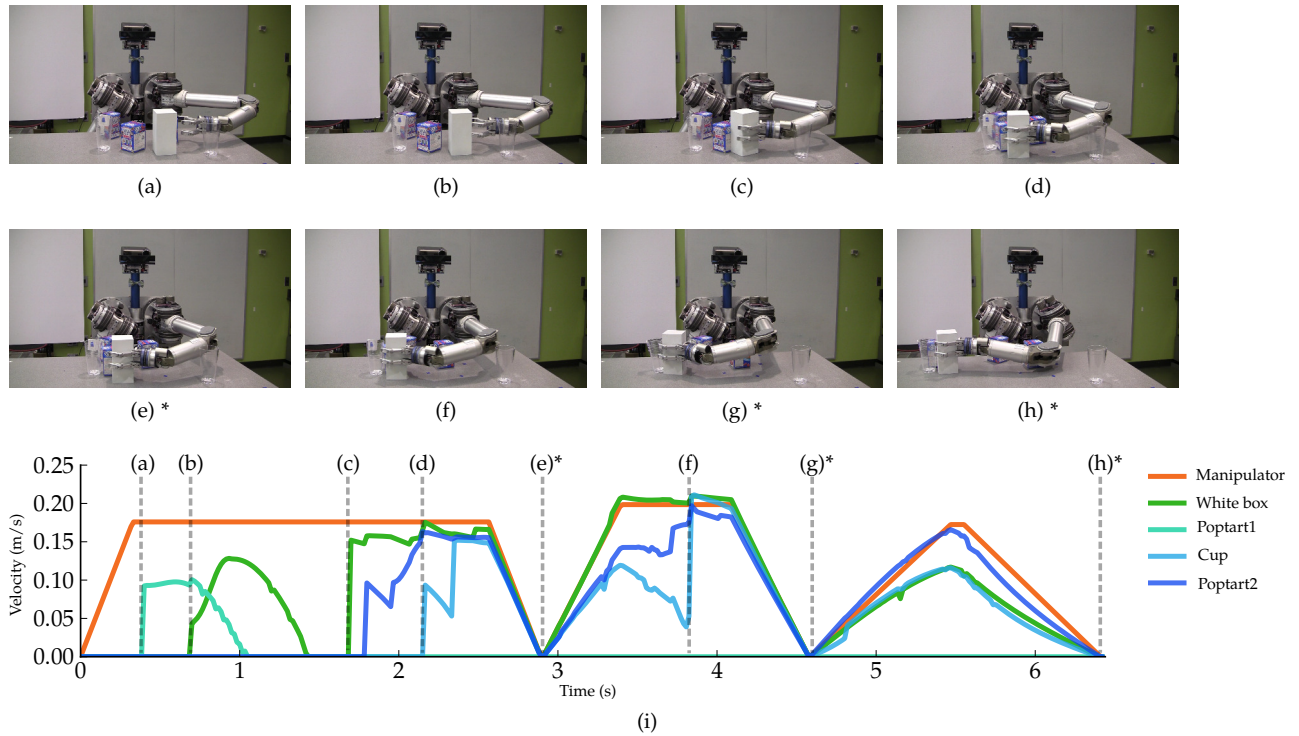 (a)
(b)
(c)
(d)
(e) *
(f)
(g) *
(h) *
(a)
(b)
(c)
(d)
(e)*
(f)
(g)*
(h)*
0.25
0.20
0.15
0.10
0.05
0.00
Velocity (m/s)
0
1
2
3
4
5
6
Time (s)
Manipulator
White box
Poptart1
Cup
Poptart2
(i)